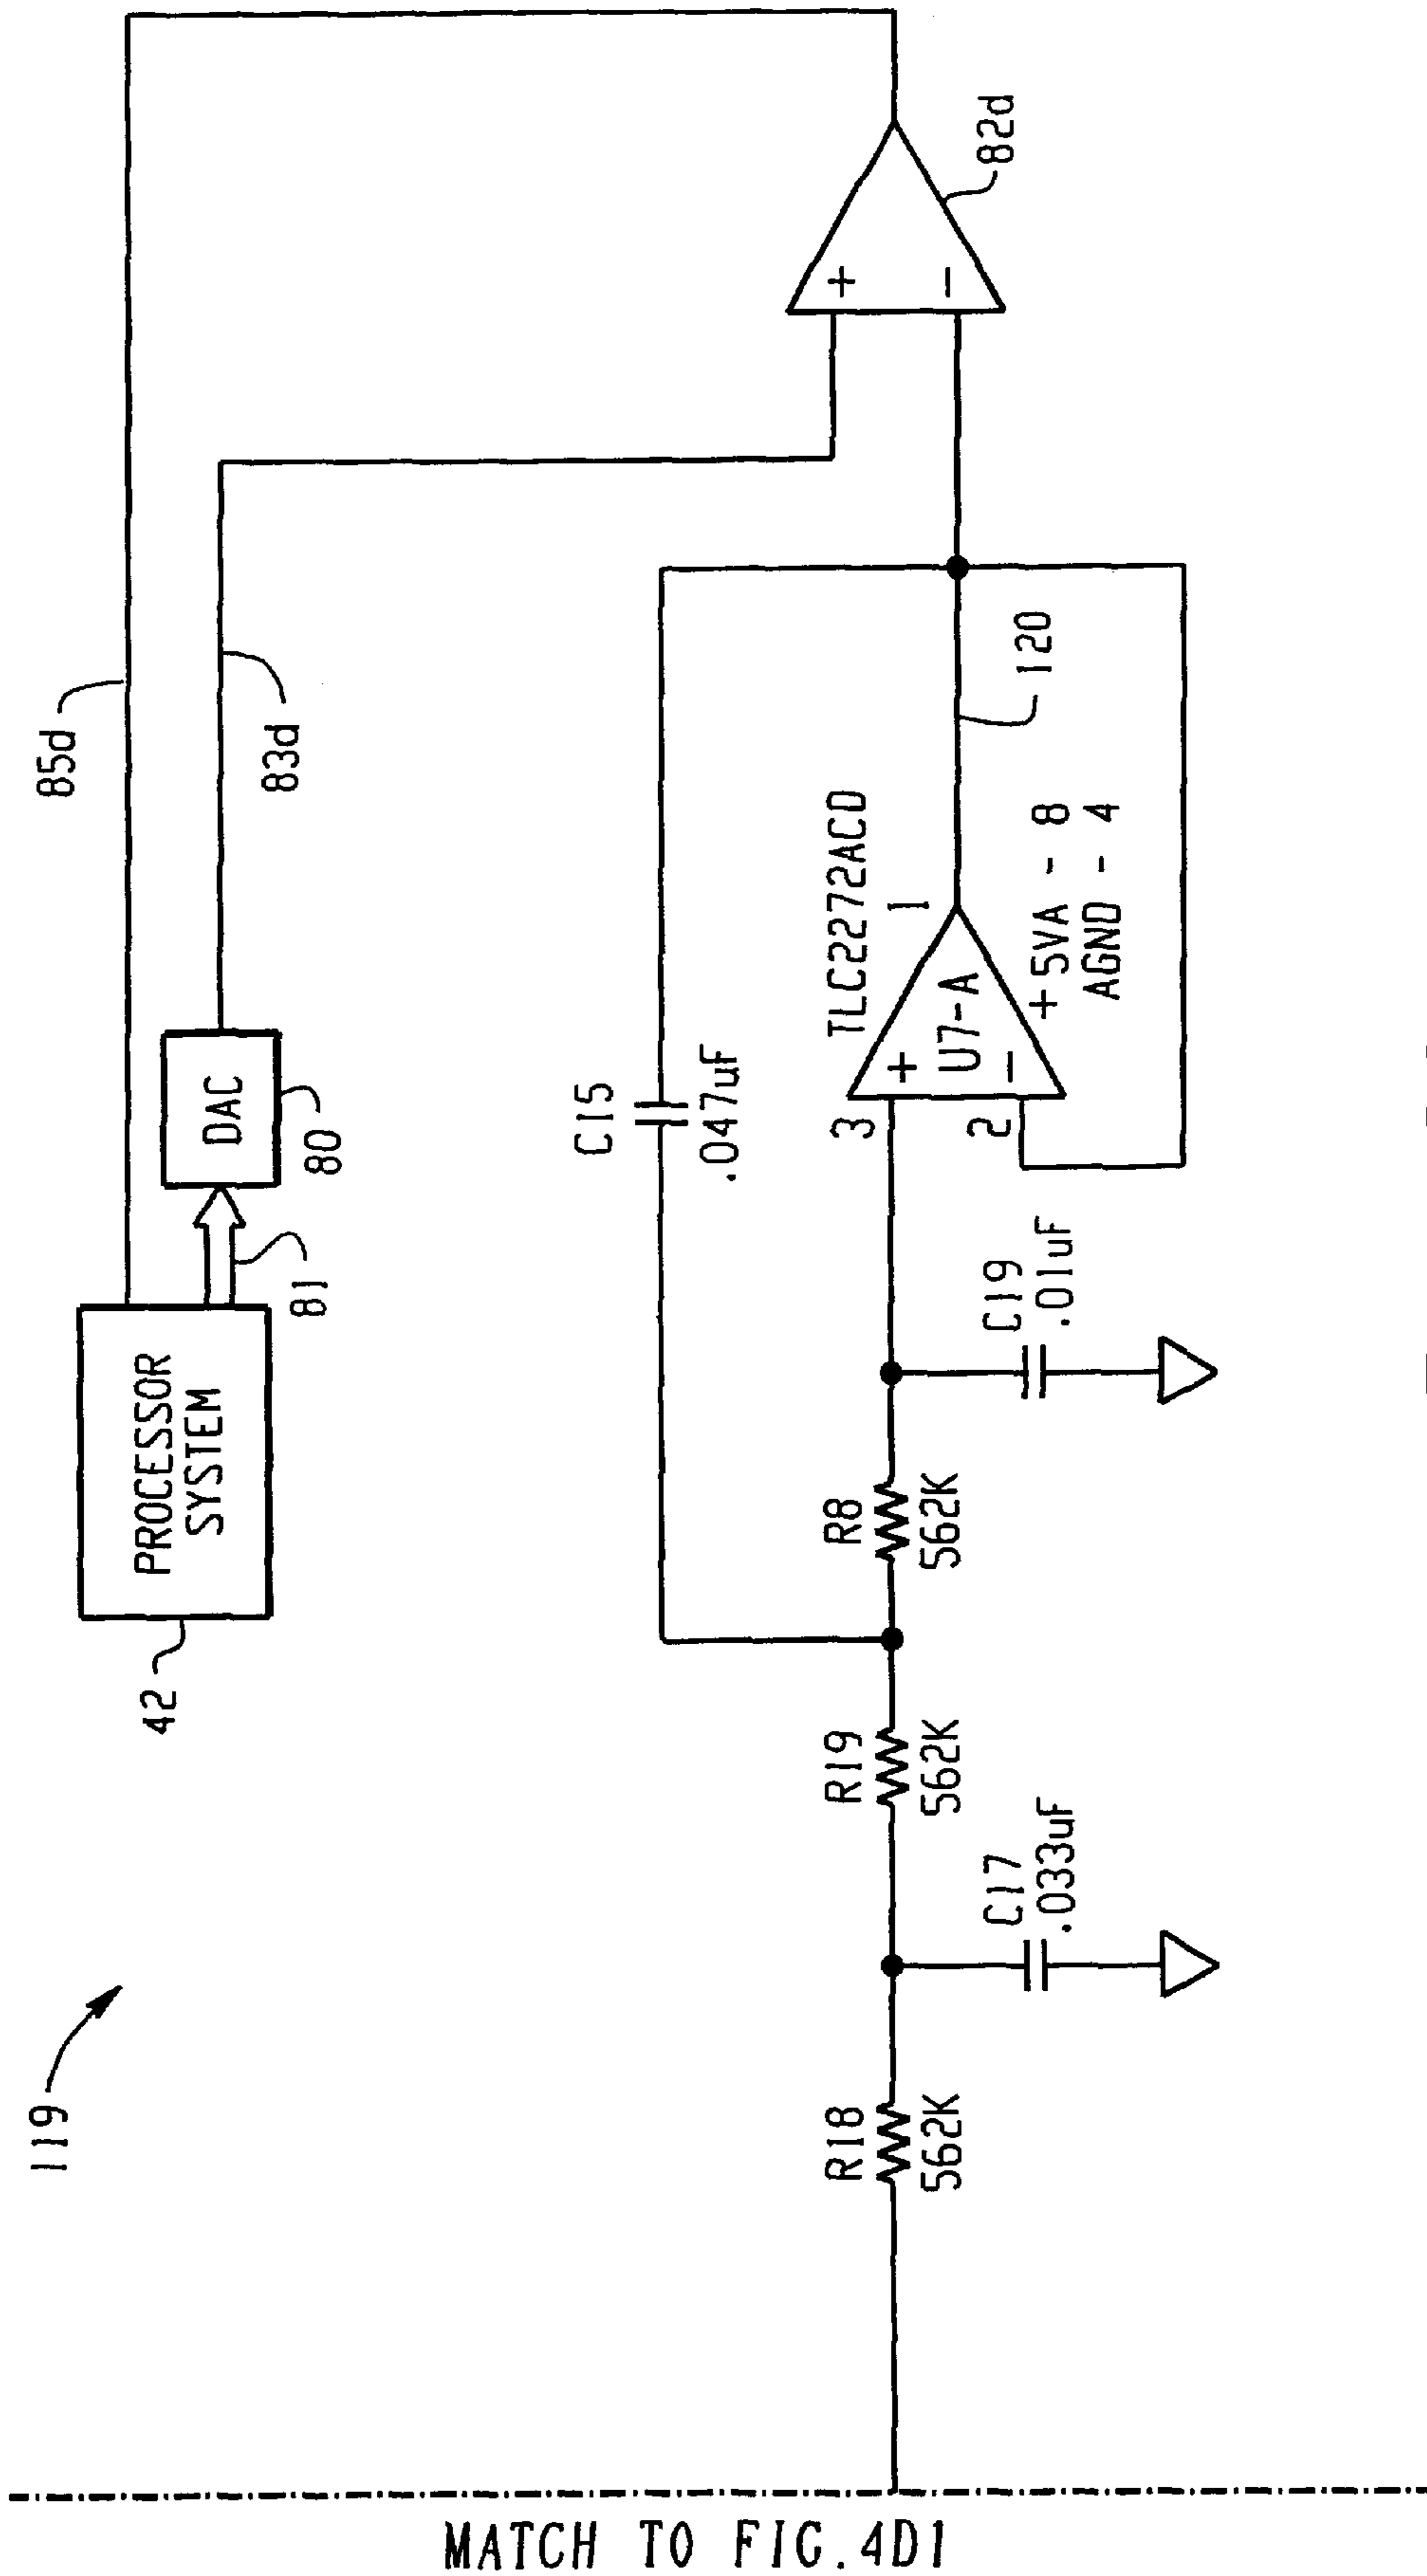 119
42
PROCESSOR
SYSTEM
81
DAC
80
85d
83d
82d
+
-
C15
.047uF
TLC2272ACD
3
+
U7-A
1
2
-
+5VA - 8
AGND - 4
120
R18
562K
C17
.033uF
R19
562K
R8
562K
C19
.01uF
MATCH TO FIG.4D1